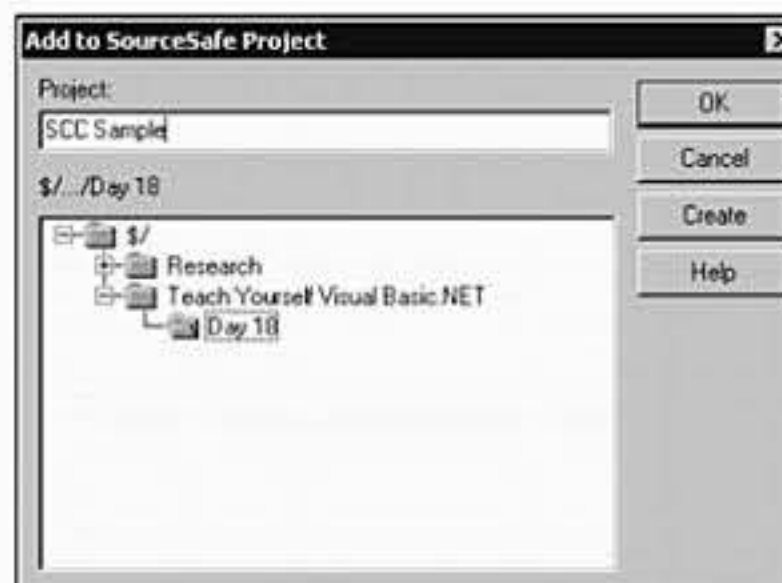 Add to SourceSafe Project
Project:
SCC Sample
$/.../Day 18
$/
Research
Teach Yourself Visual Basic.NET
Day 18
OK
Cancel
Create
Help